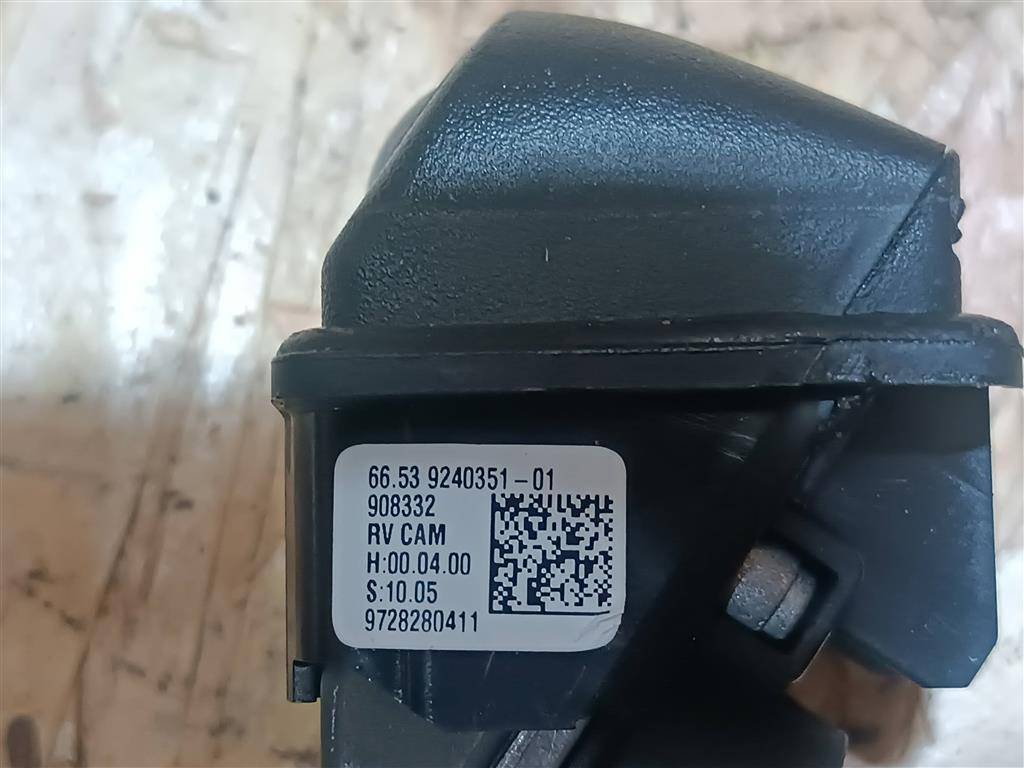 66.53 9240351-01
908332
RV CAM
H:00.04.00
S:10.05
9728280411